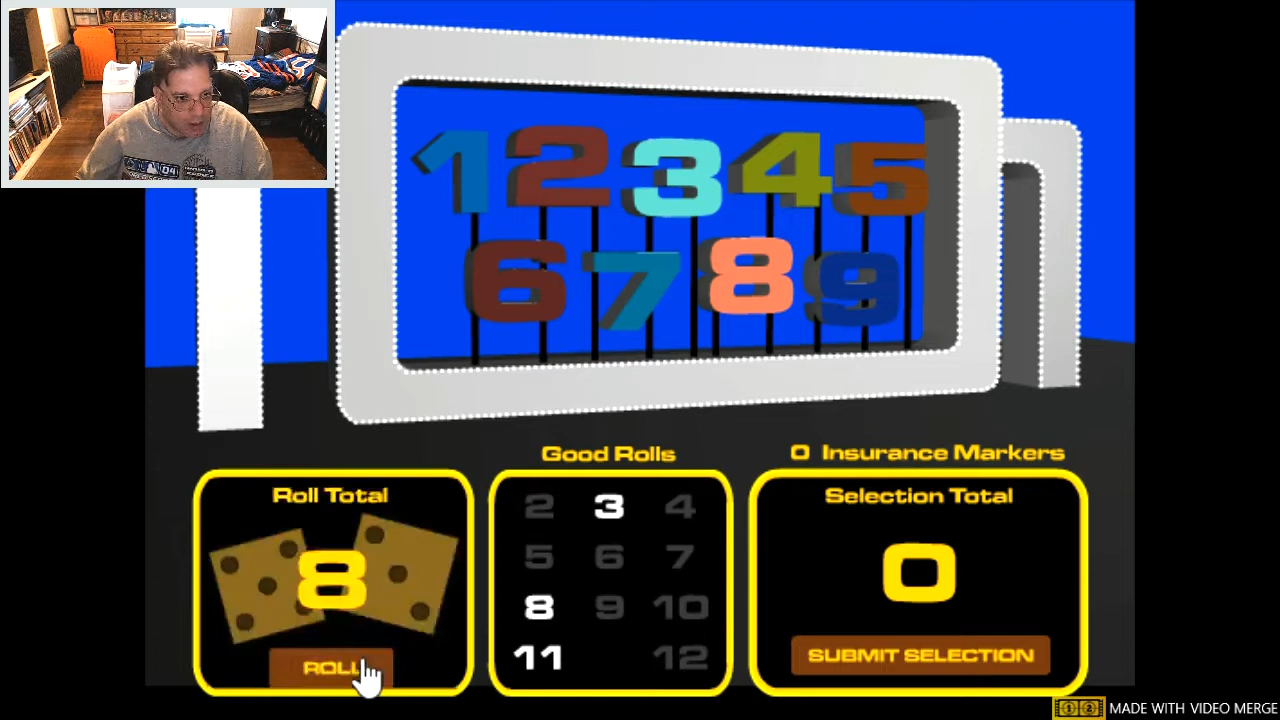 1 2 3 4 5
6 7 8 9
Good Rolls
0 Insurance Markers
Roll Total
8
ROLL
2 3 4
5 6 7
8 9 10
11 12
Selection Total
0
SUBMIT SELECTION
04
MADE WITH VIDEO MERGE